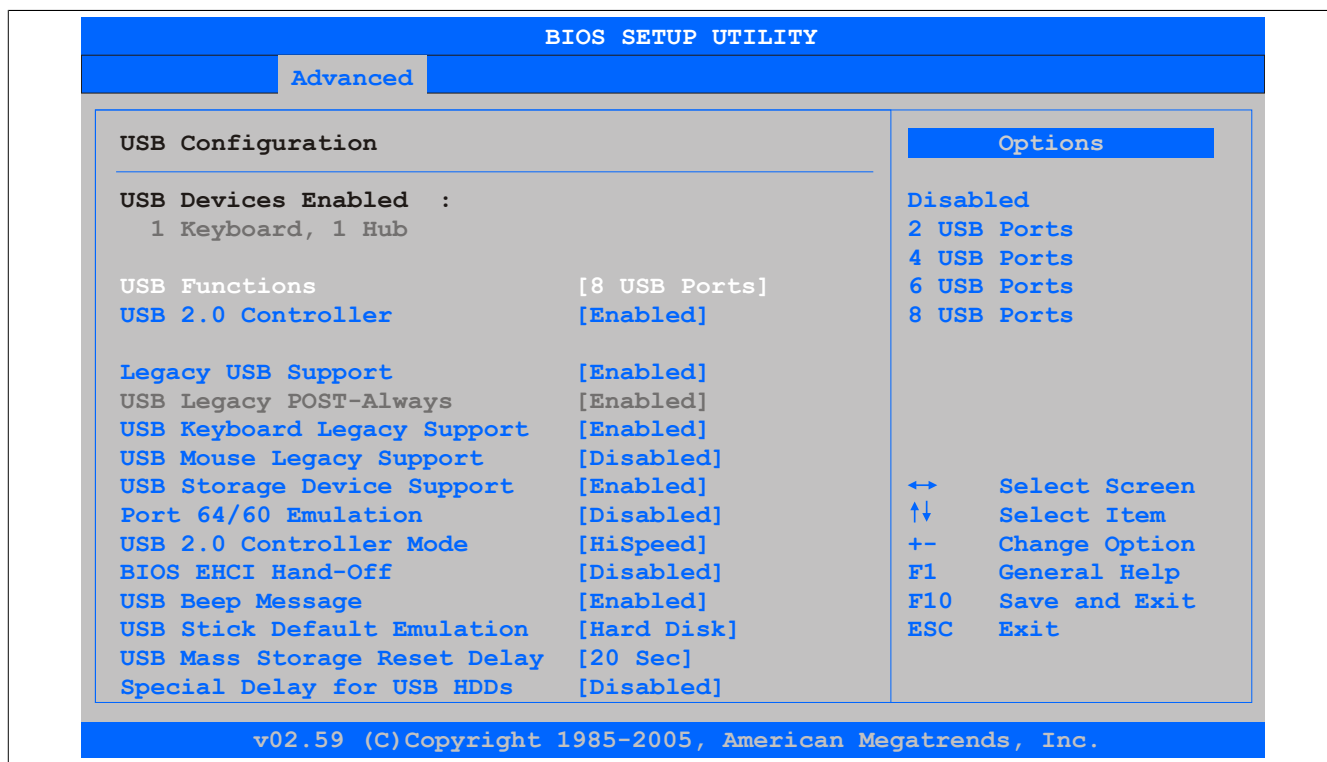 BIOS SETUP UTILITY
Advanced
USB Configuration
USB Devices Enabled :
1 Keyboard, 1 Hub
USB Functions [8 USB Ports]
USB 2.0 Controller [Enabled]
Legacy USB Support [Enabled]
USB Legacy POST-Always [Enabled]
USB Keyboard Legacy Support [Enabled]
USB Mouse Legacy Support [Disabled]
USB Storage Device Support [Enabled]
Port 64/60 Emulation [Disabled]
USB 2.0 Controller Mode [HiSpeed]
BIOS EHCI Hand-Off [Disabled]
USB Beep Message [Enabled]
USB Stick Default Emulation [Hard Disk]
USB Mass Storage Reset Delay [20 Sec]
Special Delay for USB HDDs [Disabled]
Options
Disabled
2 USB Ports
4 USB Ports
6 USB Ports
8 USB Ports
↔ Select Screen
↑↓ Select Item
+- Change Option
F1 General Help
F10 Save and Exit
ESC Exit
v02.59 (C)Copyright 1985-2005, American Megatrends, Inc.